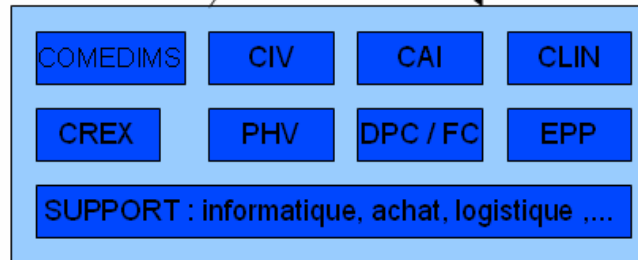 COMEDIMS CIV CAI CLIN
CREX PHV DPC / FC EPP
SUPPORT : informatique, achat, logistique ,...